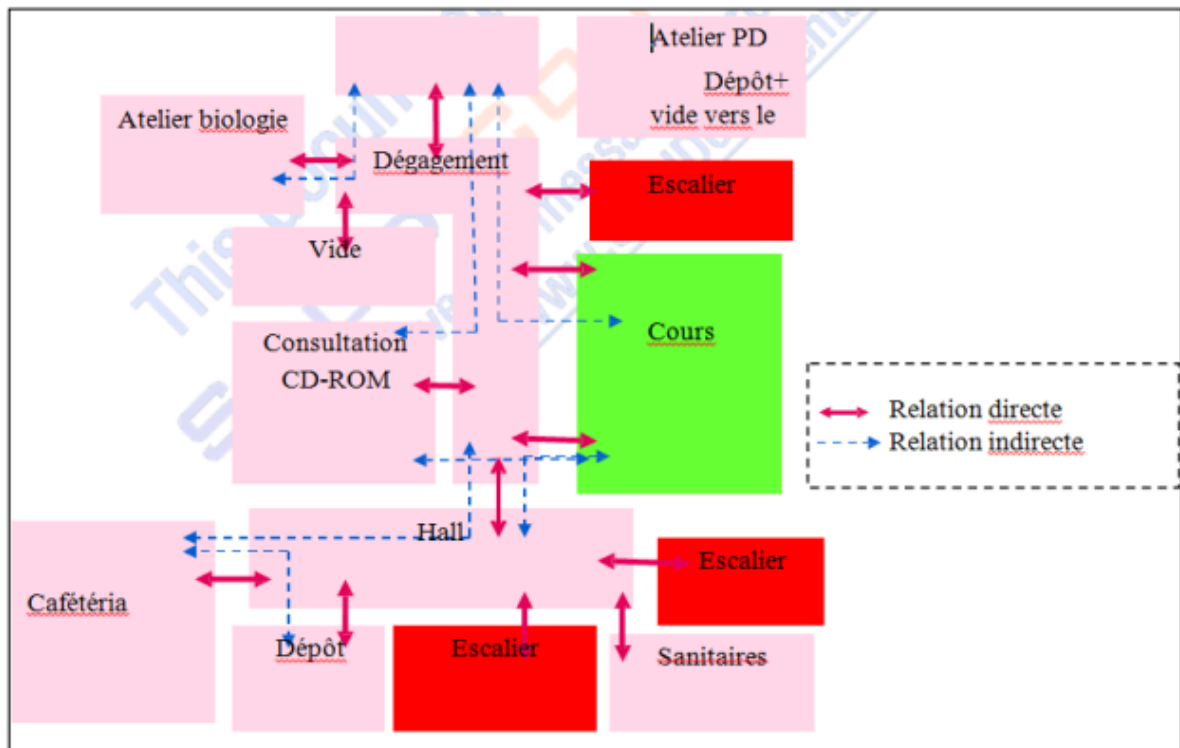 Atelier PD
Dépôt+
vide vers le
Atelier biologie
Dégagement
Escalier
Vide
Cours
Consultation
CD-ROM
Relation directe
Relation indirecte
Hall
Escalier
Cafétéria
Dépôt
Escalier
Sanitaires